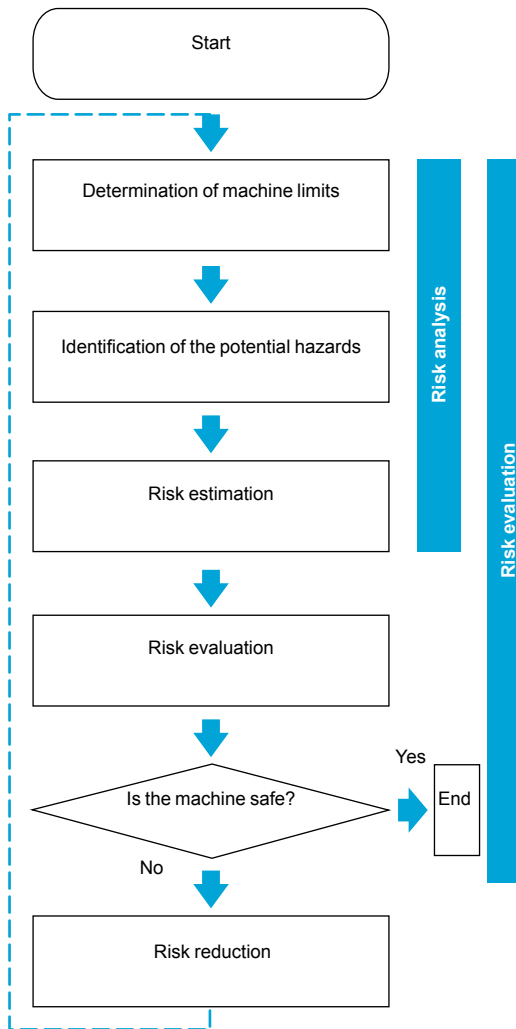 Start
Determination of machine limits
Identification of the potential hazards
Risk estimation
Risk evaluation
Is the machine safe?
Yes
End
No
Risk reduction
Risk analysis
Risk evaluation